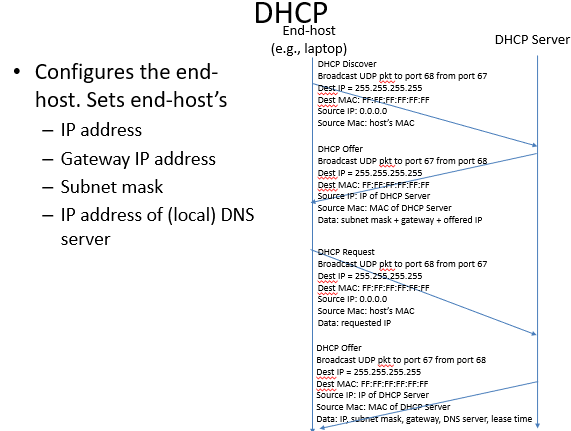 DHCP
End-host
(e.g., laptop)
DHCP Server
• Configures the end-
host. Sets end-host's
– IP address
– Gateway IP address
– Subnet mask
– IP address of (local) DNS
server
DHCP Discover
Broadcast UDP pkt to port 68 from port 67
Dest IP = 255.255.255.255
Dest MAC: FF:FF:FF:FF:FF:FF
Source IP: 0.0.0.0
Source Mac: host's MAC
DHCP Offer
Broadcast UDP pkt to port 67 from port 68
Dest IP = 255.255.255.255
Dest MAC: FF:FF:FF:FF:FF:FF
Source IP: IP of DHCP Server
Source Mac: MAC of DHCP Server
Data: subnet mask + gateway + offered IP
DHCP Request
Broadcast UDP pkt to port 68 from port 67
Dest IP = 255.255.255.255
Dest MAC: FF:FF:FF:FF:FF:FF
Source IP: 0.0.0.0
Source Mac: host's MAC
Data: requested IP
DHCP Offer
Broadcast UDP pkt to port 67 from port 68
Dest IP = 255.255.255.255
Dest MAC: FF:FF:FF:FF:FF:FF
Source IP: IP of DHCP Server
Source Mac: MAC of DHCP Server
Data: IP, subnet mask, gateway, DNS server, lease time